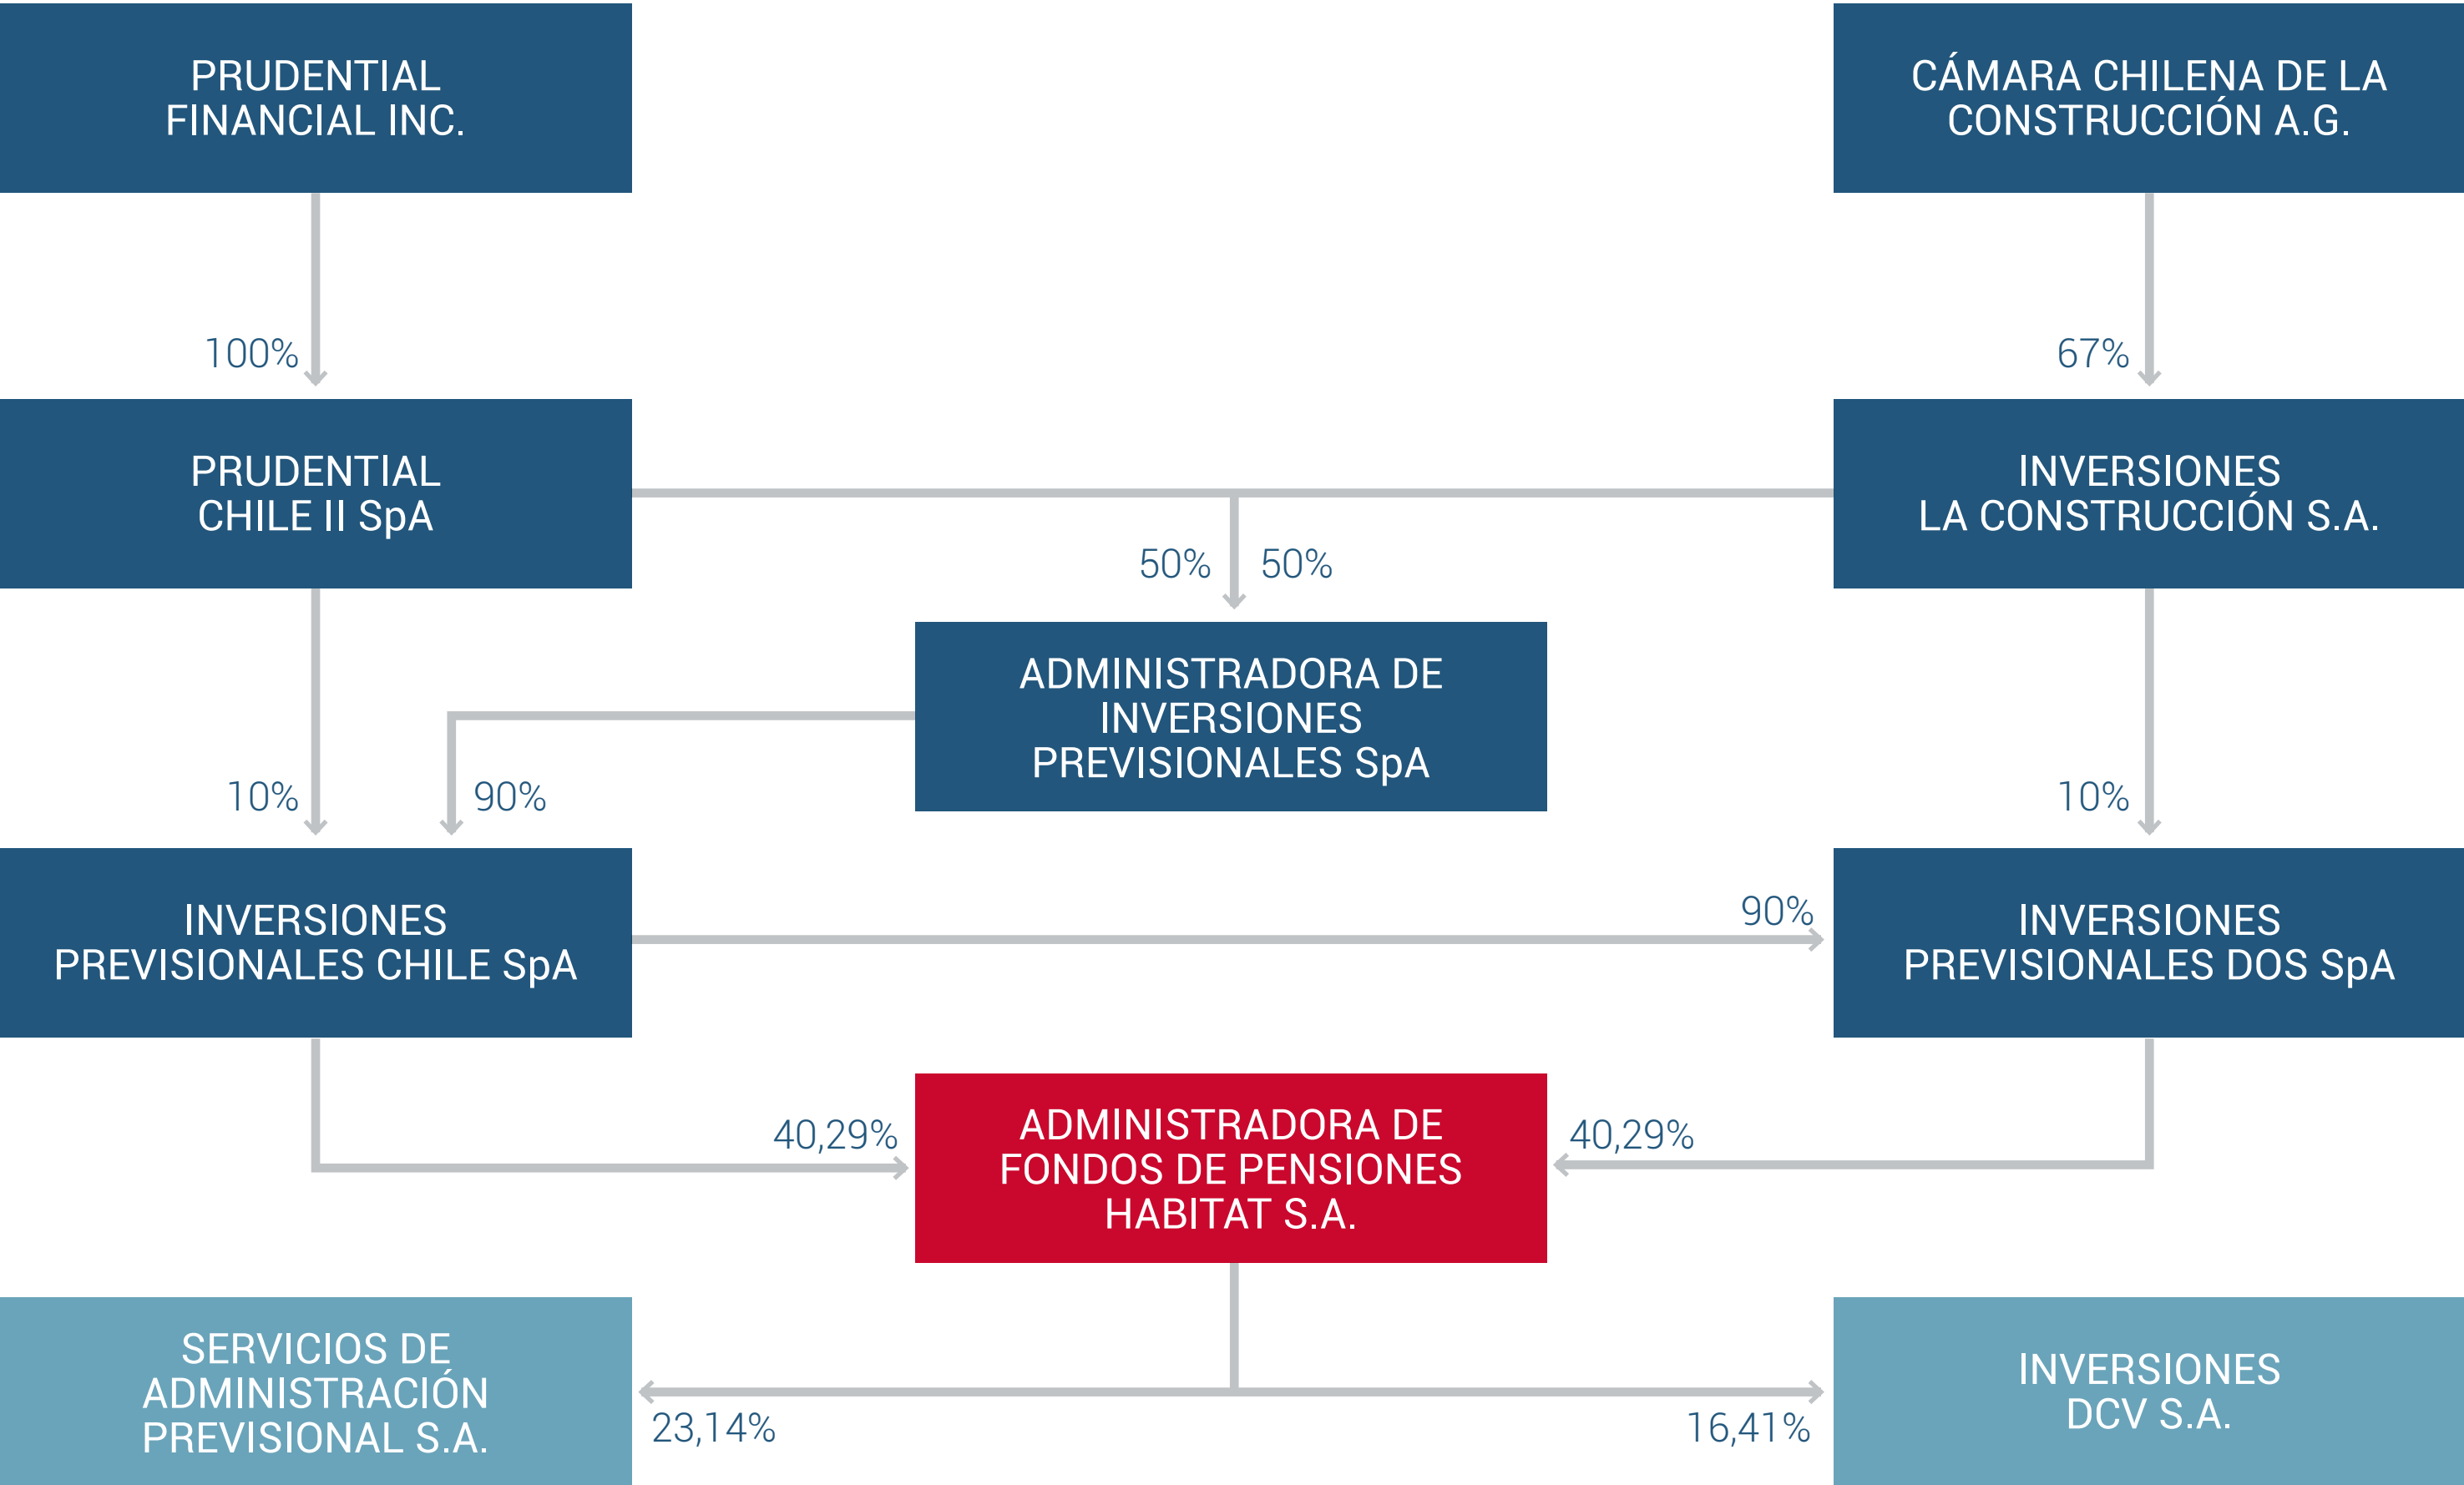 PRUDENTIAL
FINANCIAL INC.
CÁMARA CHILENA DE LA
CONSTRUCCIÓN A.G.
100%
67%
PRUDENTIAL
CHILE II SpA
INVERSIONES
LA CONSTRUCCIÓN S.A.
50%
50%
ADMINISTRADORA DE
INVERSIONES
PREVISIONALES SpA
10%
90%
10%
INVERSIONES
PREVISIONALES CHILE SpA
90%
INVERSIONES
PREVISIONALES DOS SpA
40,29%
ADMINISTRADORA DE
FONDOS DE PENSIONES
HABITAT S.A.
40,29%
SERVICIOS DE
ADMINISTRACIÓN
PREVISIONAL S.A.
23,14%
16,41%
INVERSIONES
DCV S.A.